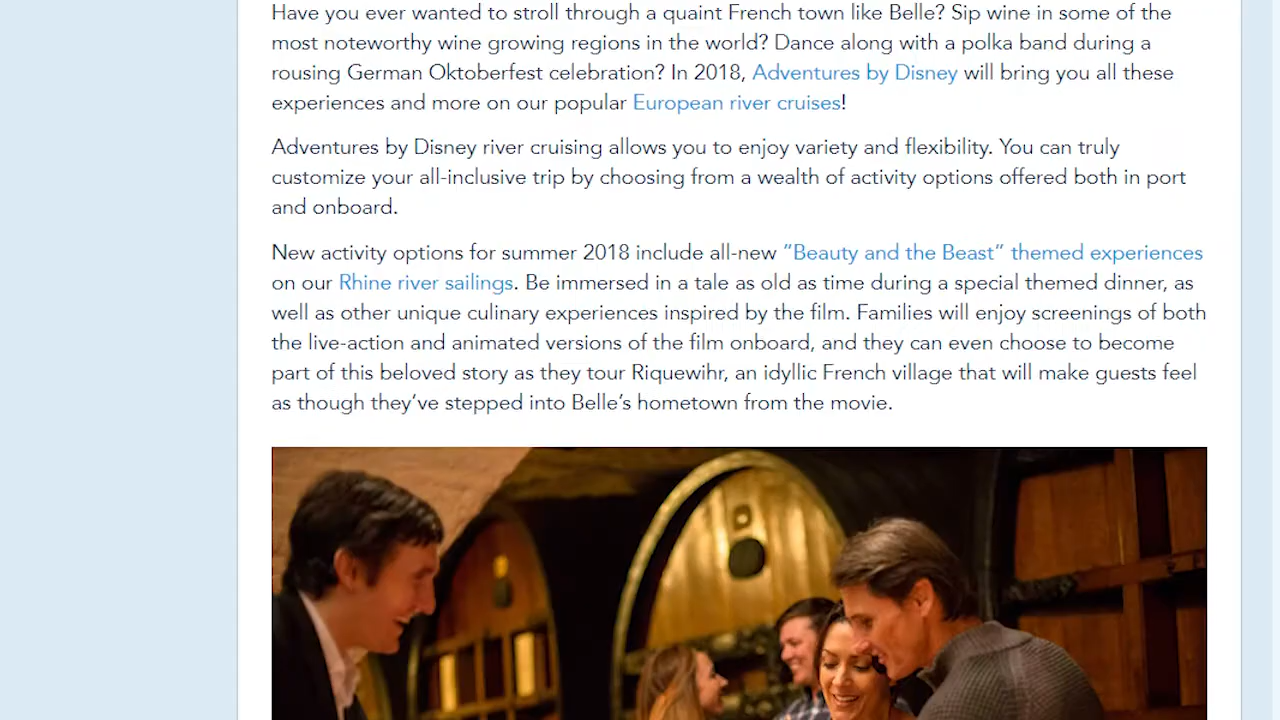 Have you ever wanted to stroll through a quaint French town like Belle? Sip wine in some of the
most noteworthy wine growing regions in the world? Dance along with a polka band during a
rousing German Oktoberfest celebration? In 2018, Adventures by Disney will bring you all these
experiences and more on our popular European river cruises!
Adventures by Disney river cruising allows you to enjoy variety and flexibility. You can truly
customize your all-inclusive trip by choosing from a wealth of activity options offered both in port
and onboard.
New activity options for summer 2018 include all-new ”Beauty and the Beast” themed experiences
on our Rhine river sailings. Be immersed in a tale as old as time during a special themed dinner, as
well as other unique culinary experiences inspired by the film. Families will enjoy screenings of both
the live-action and animated versions of the film onboard, and they can even choose to become
part of this beloved story as they tour Riquewihr, an idyllic French village that will make guests feel
as though they’ve stepped into Belle’s hometown from the movie.